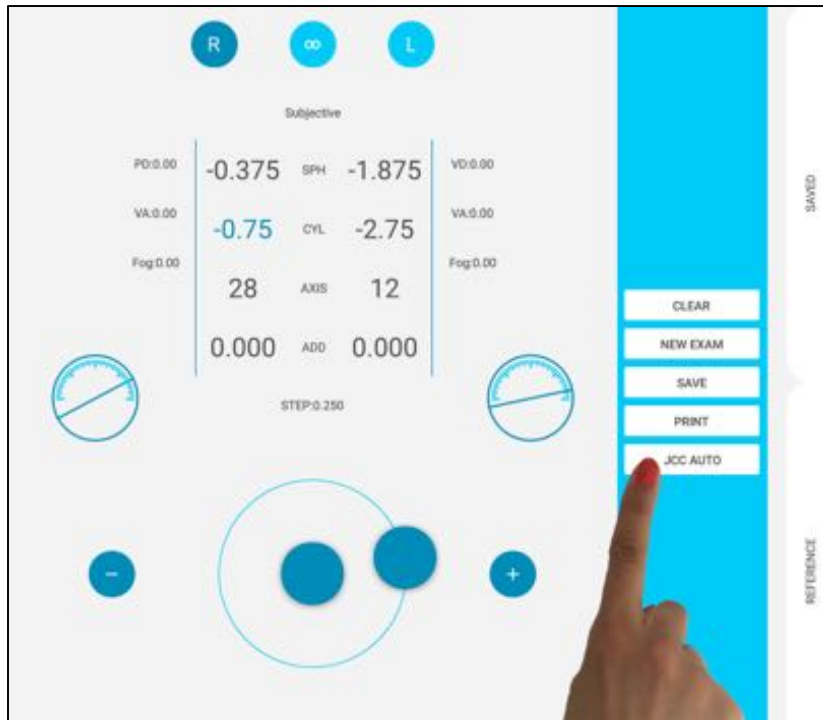 R ∞ L
Subjective
PD:0.00 -0.375 SPH -1.875 VD:0.00
VA:0.00 -0.75 CYL -2.75 VA:0.00
Fog:0.00 Fog:0.00
28 AXIS 12
0.000 ADD 0.000
STEP:0.250
− +
CLEAR
NEW EXAM
SAVE
PRINT
JCC AUTO
SAVED
REFERENCE